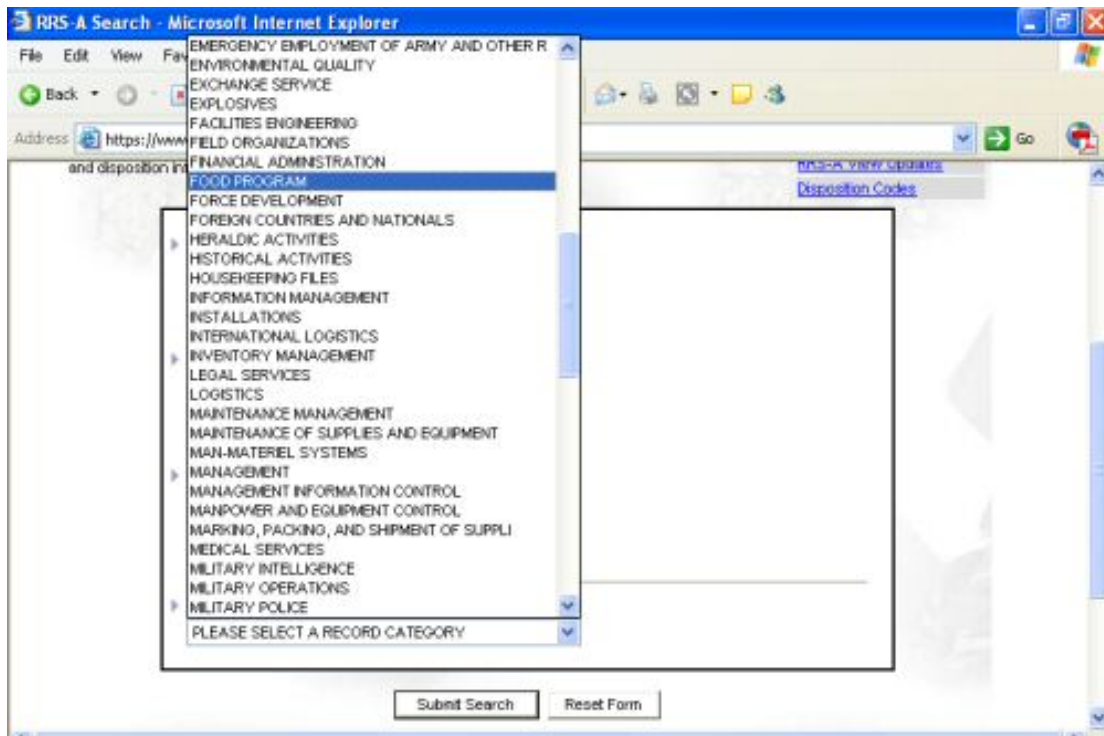 RRS-A Search - Microsoft Internet Explorer
File Edit View Fav
Back
Address https://www
Go
and disposition in
RRS-A View Updates
Disposition Codes
EMERGENCY EMPLOYMENT OF ARMY AND OTHER R
ENVIRONMENTAL QUALITY
EXCHANGE SERVICE
EXPLOSIVES
FACILITIES ENGINEERING
FIELD ORGANIZATIONS
FINANCIAL ADMINISTRATION
FOOD PROGRAM
FORCE DEVELOPMENT
FOREIGN COUNTRIES AND NATIONALS
HERALDIC ACTIVITIES
HISTORICAL ACTIVITIES
HOUSEKEEPING FILES
INFORMATION MANAGEMENT
INSTALLATIONS
INTERNATIONAL LOGISTICS
INVENTORY MANAGEMENT
LEGAL SERVICES
LOGISTICS
MAINTENANCE MANAGEMENT
MAINTENANCE OF SUPPLIES AND EQUIPMENT
MAN-MATERIEL SYSTEMS
MANAGEMENT
MANAGEMENT INFORMATION CONTROL
MANPOWER AND EQUIPMENT CONTROL
MARKING, PACKING, AND SHIPMENT OF SUPPLI
MEDICAL SERVICES
MILITARY INTELLIGENCE
MILITARY OPERATIONS
MILITARY POLICE
PLEASE SELECT A RECORD CATEGORY
Submit Search Reset Form